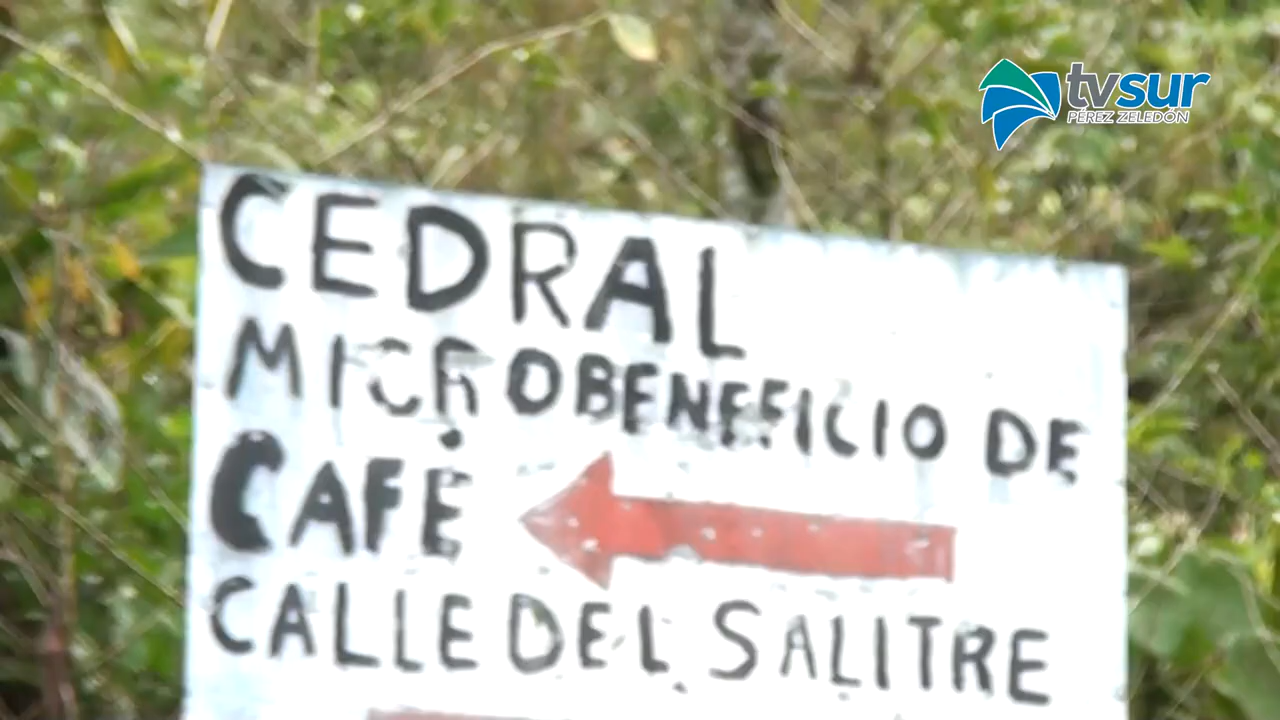 tvsur
PÉREZ ZELEDÓN
CEDRAL
MICROBENEFICIO DE
CAFÉ
CALLE DEL SALITRE